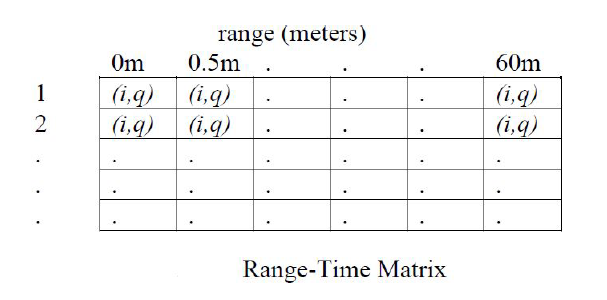 range (meters)
0m 0.5m . . . 60m
1 (i,q) (i,q) . . . (i,q)
2 (i,q) (i,q) . . . (i,q)
. . . . . . .
. . . . . . .
. . . . . . .
Range-Time Matrix